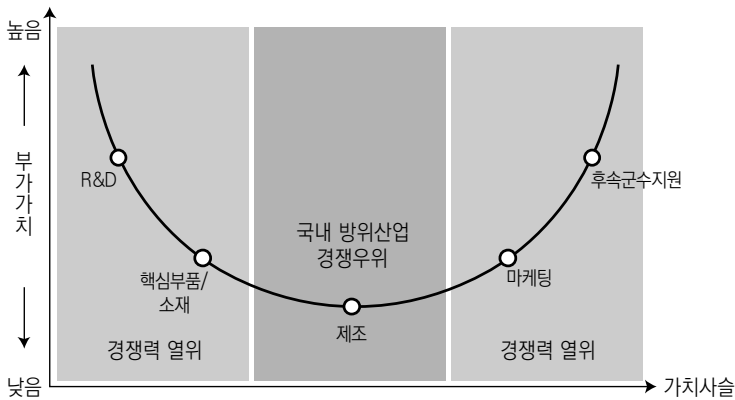 높음
부가가치
낮음
R&D
핵심부품/
소재
경쟁력 열위
국내 방위산업
경쟁우위
제조
후속군수지원
마케팅
경쟁력 열위
가치사슬